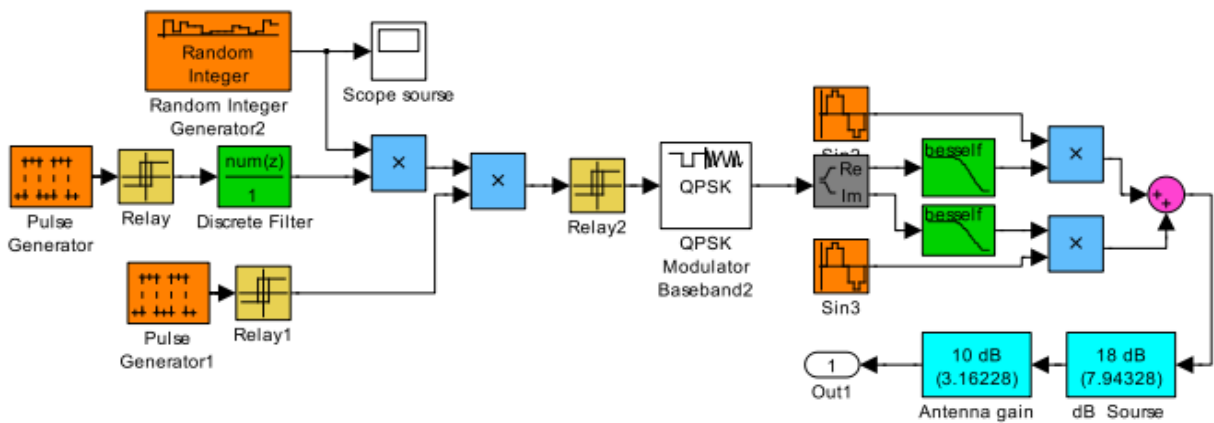 Random
Integer
Random Integer
Generator2
Scope sourse
Pulse
Generator
Relay
num(z)
1
Discrete Filter
×
×
Pulse
Generator1
Relay1
Relay2
QPSK
QPSK
Modulator
Baseband2
Re
Im
besself
besself
×
×
Sin3
+
+
1
Out1
10 dB
(3.16228)
Antenna gain
18 dB
(7.94328)
dB Sourse